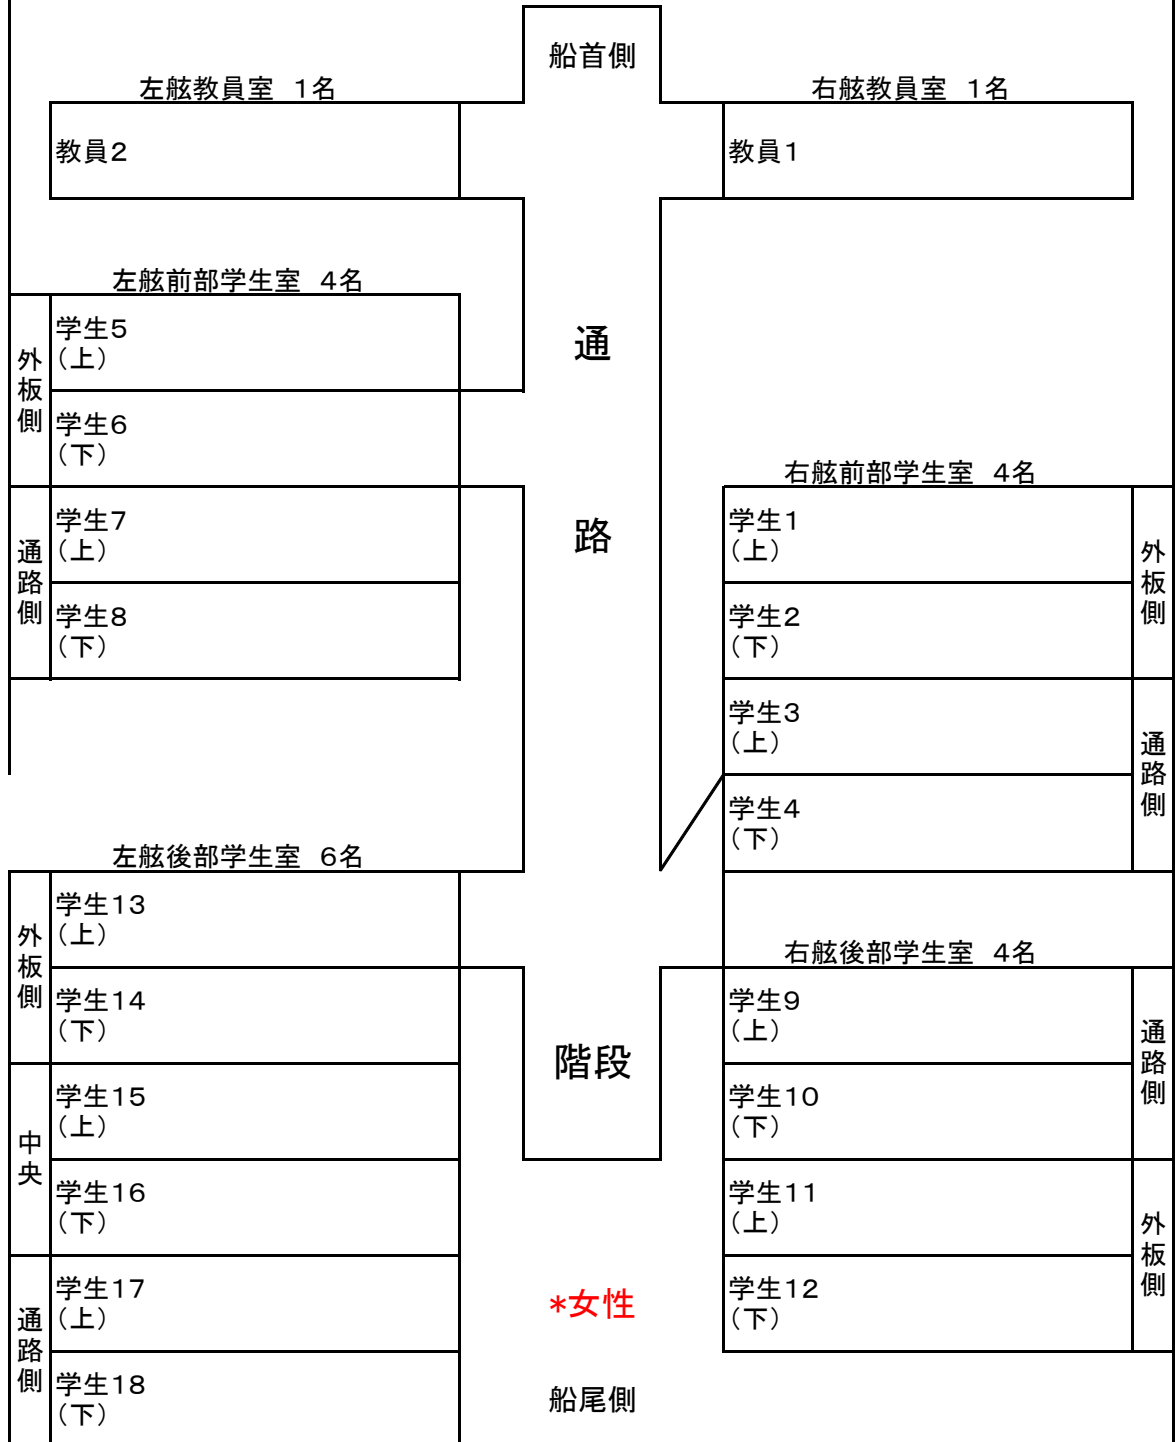 船首側
左舷教員室　1名
右舷教員室　1名
教員2
教員1
左舷前部学生室　4名
学生5
（上）
学生6
（下）
外板側
学生7
（上）
学生8
（下）
通路側
通路
右舷前部学生室　4名
学生1
（上）
学生2
（下）
外板側
学生3
（上）
学生4
（下）
通路側
左舷後部学生室　6名
学生13
（上）
学生14
（下）
外板側
学生15
（上）
学生16
（下）
中央
学生17
（上）
学生18
（下）
通路側
階段
右舷後部学生室　4名
学生9
（上）
学生10
（下）
通路側
学生11
（上）
学生12
（下）
外板側
*女性
船尾側